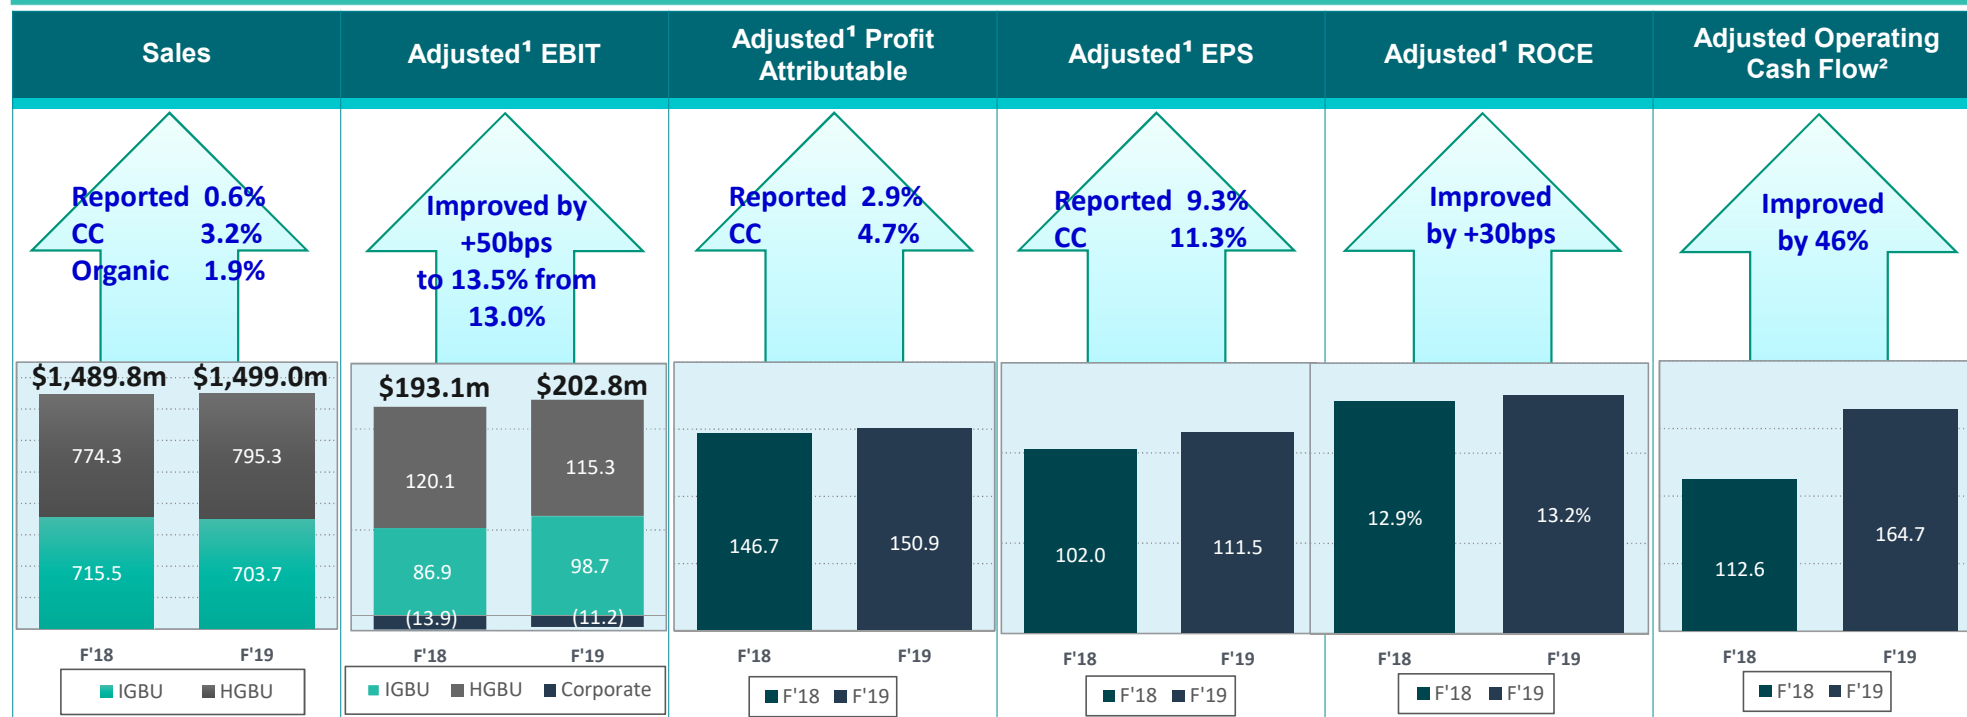 Sales
Adjusted¹ EBIT
Adjusted¹ Profit
Attributable
Adjusted¹ EPS
Adjusted¹ ROCE
Adjusted Operating
Cash Flow²
Reported 0.6%
CC 3.2%
Organic 1.9%
Improved by
+50bps
to 13.5% from
13.0%
Reported 2.9%
CC 4.7%
Reported 9.3%
CC 11.3%
Improved
by +30bps
Improved
by 46%
$1,489.8m $1,499.0m
774.3 795.3
715.5 703.7
F'18 F'19
IGBU HGBU
$193.1m $202.8m
120.1 115.3
86.9 98.7
(13.9) (11.2)
F'18 F'19
IGBU HGBU Corporate
146.7 150.9
F'18 F'19
F'18 F'19
102.0 111.5
F'18 F'19
F'18 F'19
12.9% 13.2%
F'18 F'19
F'18 F'19
112.6 164.7
F'18 F'19
F'18 F'19